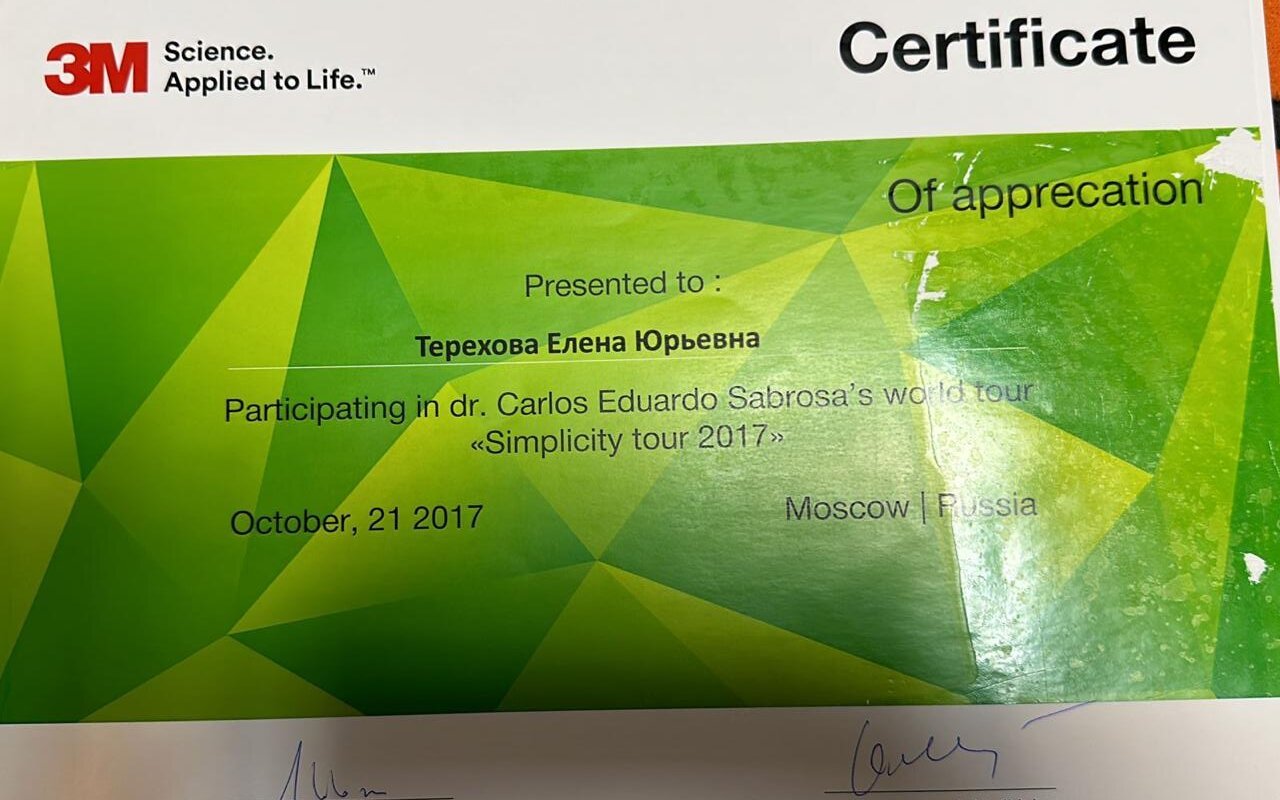 3M Science.
Applied to Life.™
Certificate
Of apprecation
Presented to :
Терехова Елена Юрьевна
Participating in dr. Carlos Eduardo Sabrosa's world tour
«Simplicity tour 2017»
October, 21 2017
Moscow | Russia